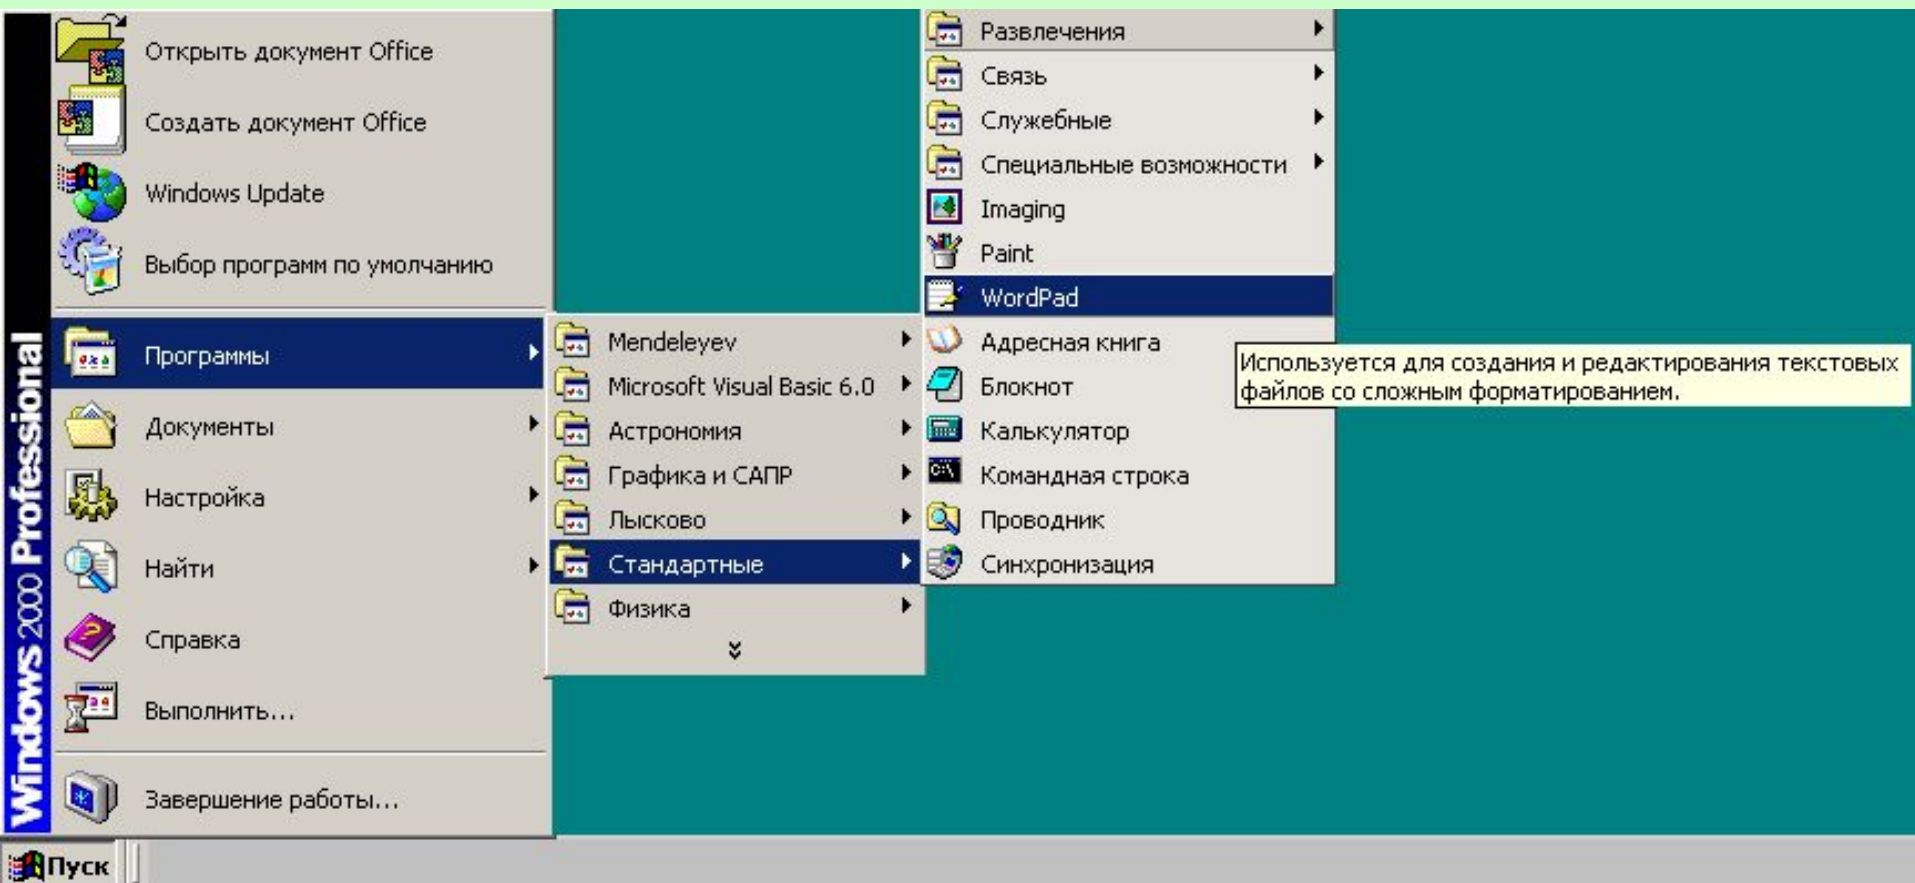 Открыть документ Office
Создать документ Office
Windows Update
Выбор программ по умолчанию
Программы
Документы
Настройка
Найти
Справка
Выполнить...
Завершение работы...
Windows 2000 Professional
Пуск
Mendeleyev
Microsoft Visual Basic 6.0
Астрономия
Графика и САПР
Лысково
Стандартные
Физика
Развлечения
Связь
Служебные
Специальные возможности
Imaging
Paint
WordPad
Адресная книга
Блокнот
Калькулятор
Командная строка
Проводник
Синхронизация
Используется для создания и редактирования текстовых
файлов со сложным форматированием.